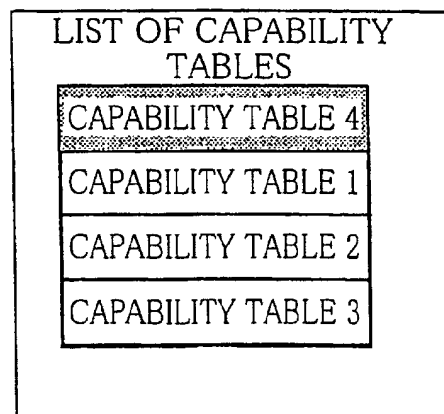 LIST OF CAPABILITY
TABLES
CAPABILITY TABLE 4
CAPABILITY TABLE 1
CAPABILITY TABLE 2
CAPABILITY TABLE 3